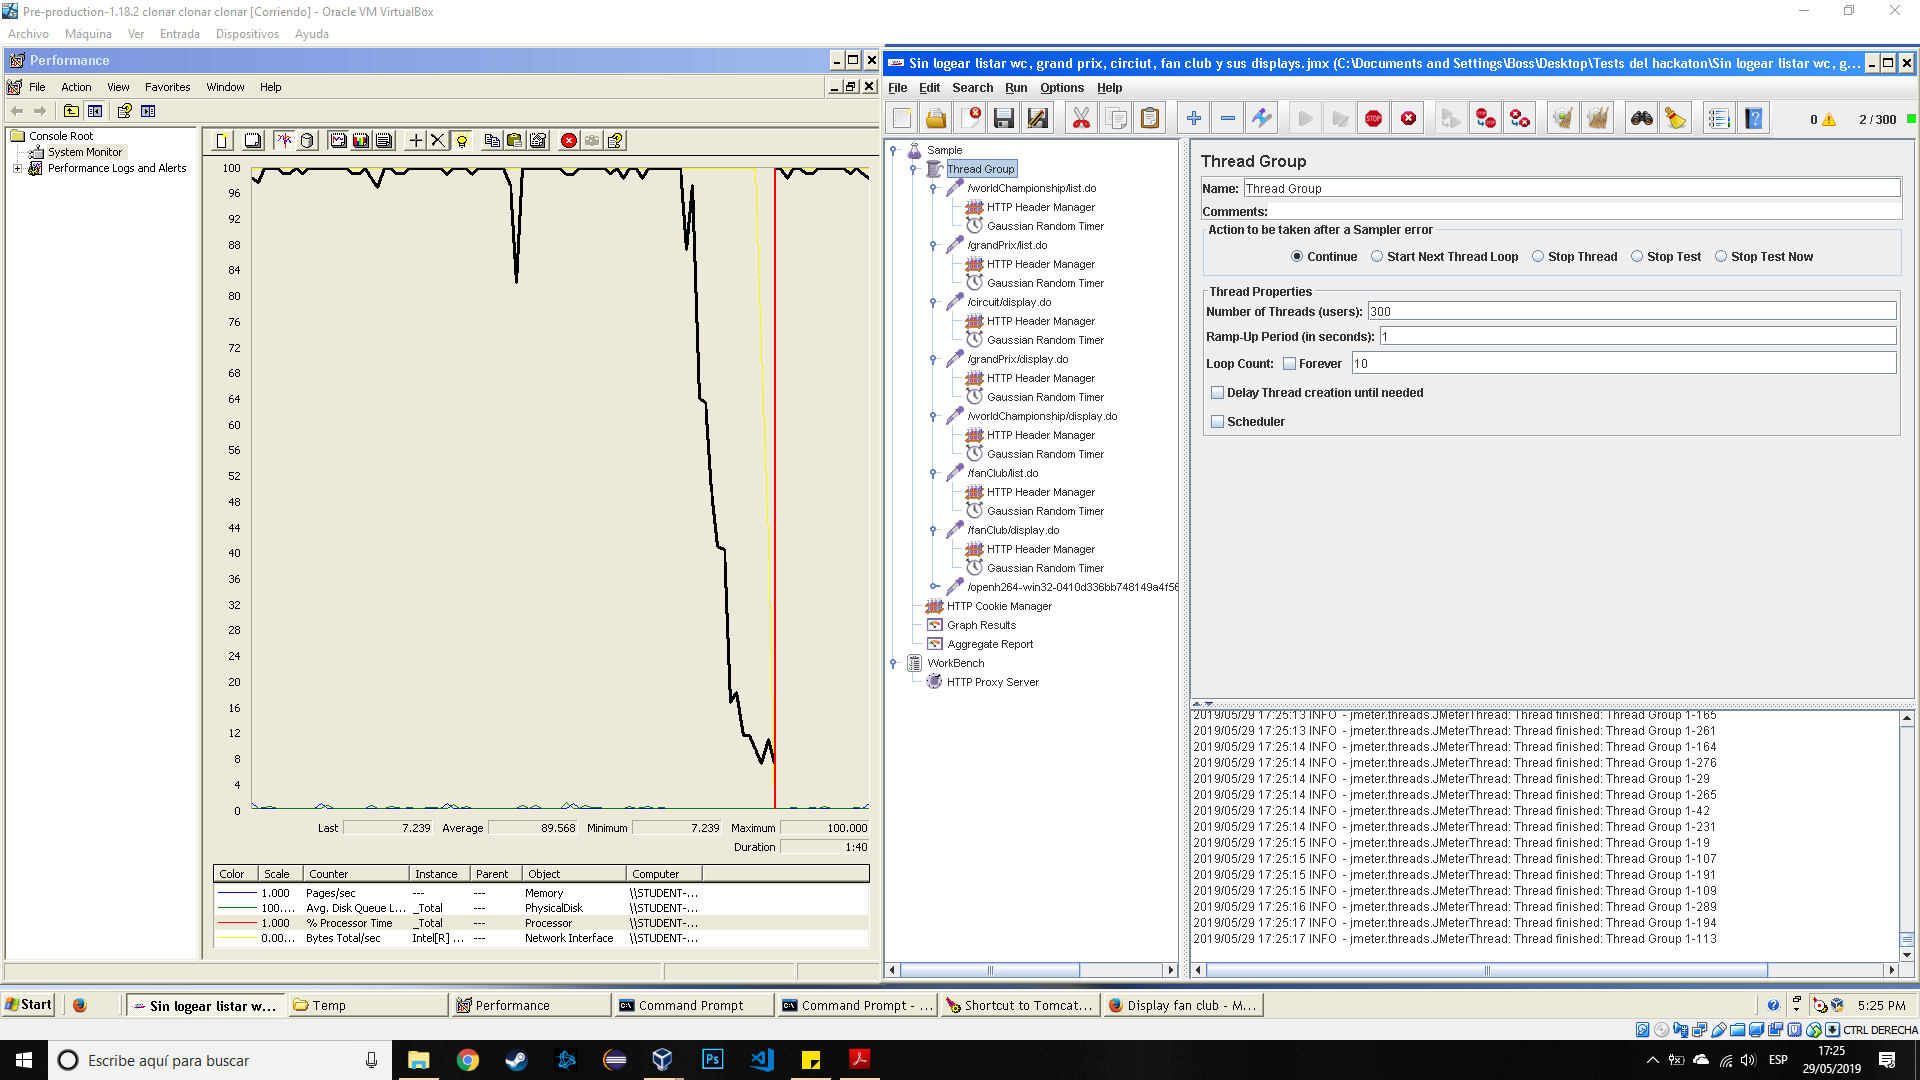 Pre-production-1.18.2 clonar clonar clonar [Corriendo] - Oracle VM VirtualBox
Archivo Máquina Ver Entrada Dispositivos Ayuda
Performance
File Action View Favorites Window Help
Console Root
System Monitor
Performance Logs and Alerts
100
96
92
88
84
80
76
72
68
64
60
56
52
48
44
40
36
32
28
24
20
16
12
8
4
0
Last 7.239 Average 89.568 Minimum 7.239 Maximum 100.000
Duration 1:40
Color Scale Counter Instance Parent Object Computer
1.000 Pages/sec --- --- Memory \\STUDENT-...
100.... Avg. Disk Queue L... _Total --- PhysicalDisk \\STUDENT-...
1.000 % Processor Time _Total --- Processor \\STUDENT-...
0.00... Bytes Total/sec Intel[R] ... --- Network Interface \\STUDENT-...
Sin logear listar wc, grand prix, circiut, fan club y sus displays.jmx (C:\Documents and Settings\Boss\Desktop\Tests del hackaton\Sin logear listar wc, g...
File Edit Search Run Options Help
STOP
0 2 / 300
Sample
Thread Group
/worldChampionship/list.do
HTTP Header Manager
Gaussian Random Timer
/grandPrix/list.do
HTTP Header Manager
Gaussian Random Timer
/circuit/display.do
HTTP Header Manager
Gaussian Random Timer
/grandPrix/display.do
HTTP Header Manager
Gaussian Random Timer
/worldChampionship/display.do
HTTP Header Manager
Gaussian Random Timer
/fanClub/list.do
HTTP Header Manager
Gaussian Random Timer
/fanClub/display.do
HTTP Header Manager
Gaussian Random Timer
/openh264-win32-0410d336bb748149a4f56
HTTP Cookie Manager
Graph Results
Aggregate Report
WorkBench
HTTP Proxy Server
Thread Group
Name: Thread Group
Comments:
Action to be taken after a Sampler error
Continue Start Next Thread Loop Stop Thread Stop Test Stop Test Now
Thread Properties
Number of Threads (users): 300
Ramp-Up Period (in seconds): 1
Loop Count: Forever 10
Delay Thread creation until needed
Scheduler
2019/05/29 17:25:13 INFO - jmeter.threads.JMeterThread: Thread finished: Thread Group 1-165
2019/05/29 17:25:13 INFO - jmeter.threads.JMeterThread: Thread finished: Thread Group 1-261
2019/05/29 17:25:14 INFO - jmeter.threads.JMeterThread: Thread finished: Thread Group 1-164
2019/05/29 17:25:14 INFO - jmeter.threads.JMeterThread: Thread finished: Thread Group 1-276
2019/05/29 17:25:14 INFO - jmeter.threads.JMeterThread: Thread finished: Thread Group 1-29
2019/05/29 17:25:14 INFO - jmeter.threads.JMeterThread: Thread finished: Thread Group 1-265
2019/05/29 17:25:14 INFO - jmeter.threads.JMeterThread: Thread finished: Thread Group 1-42
2019/05/29 17:25:14 INFO - jmeter.threads.JMeterThread: Thread finished: Thread Group 1-231
2019/05/29 17:25:15 INFO - jmeter.threads.JMeterThread: Thread finished: Thread Group 1-19
2019/05/29 17:25:15 INFO - jmeter.threads.JMeterThread: Thread finished: Thread Group 1-107
2019/05/29 17:25:15 INFO - jmeter.threads.JMeterThread: Thread finished: Thread Group 1-191
2019/05/29 17:25:15 INFO - jmeter.threads.JMeterThread: Thread finished: Thread Group 1-109
2019/05/29 17:25:16 INFO - jmeter.threads.JMeterThread: Thread finished: Thread Group 1-289
2019/05/29 17:25:17 INFO - jmeter.threads.JMeterThread: Thread finished: Thread Group 1-194
2019/05/29 17:25:17 INFO - jmeter.threads.JMeterThread: Thread finished: Thread Group 1-113
Start Sin logear listar w... Temp Performance Command Prompt Command Prompt - ... Shortcut to Tomcat... Display fan club - M... 5:25 PM
CTRL DERECHA
Escribe aquí para buscar
Ps
ESP
17:25
29/05/2019